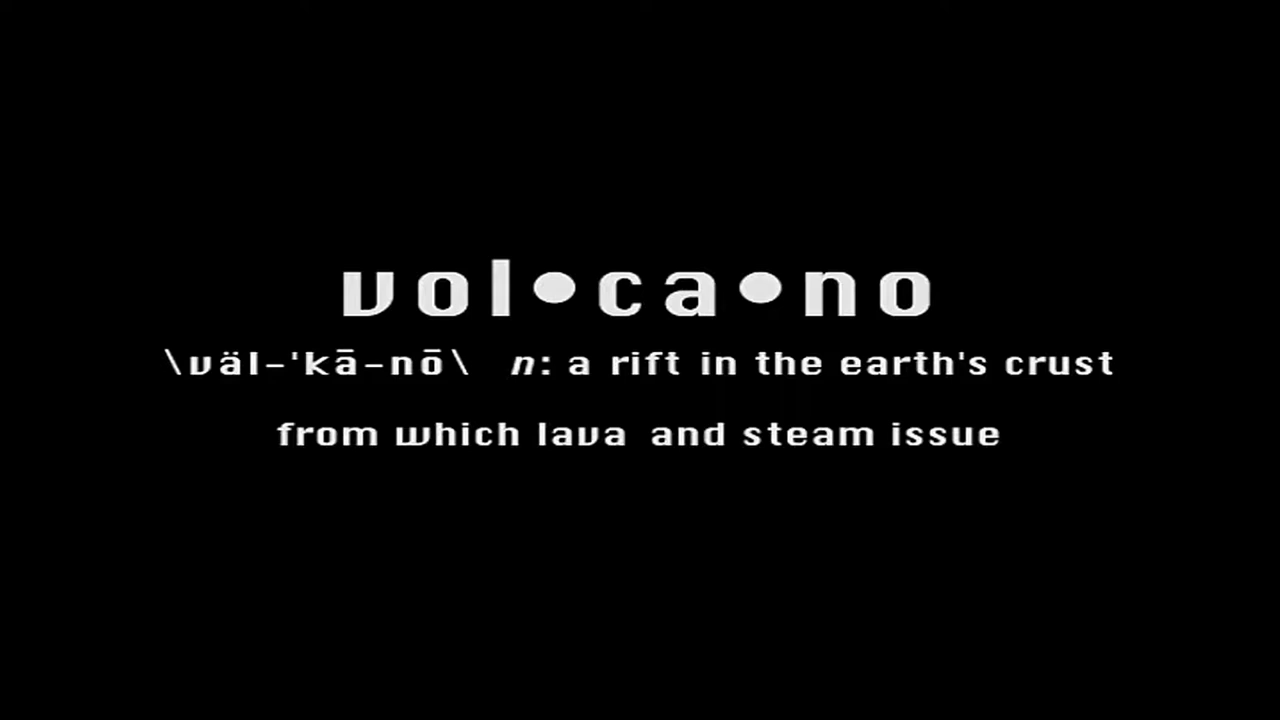 vol•ca•no
\väl-'kā-nō\ n: a rift in the earth's crust
from which lava and steam issue